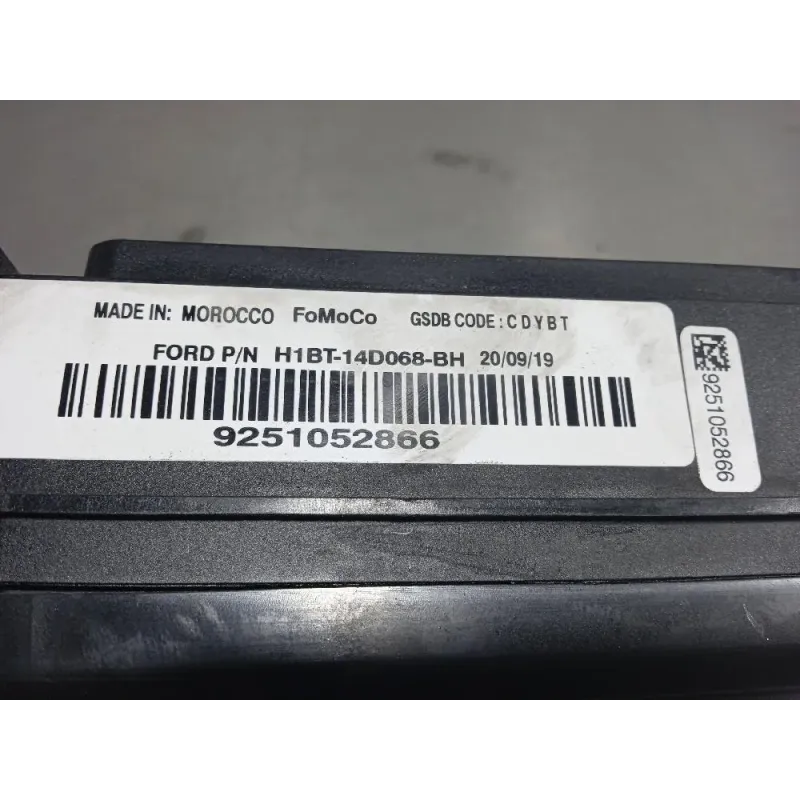 MADE IN: MOROCCO FoMoCo GSDB CODE: C D Y B T
FORD P/N H1BT-14D068-BH 20/09/19
9251052866
9251052866